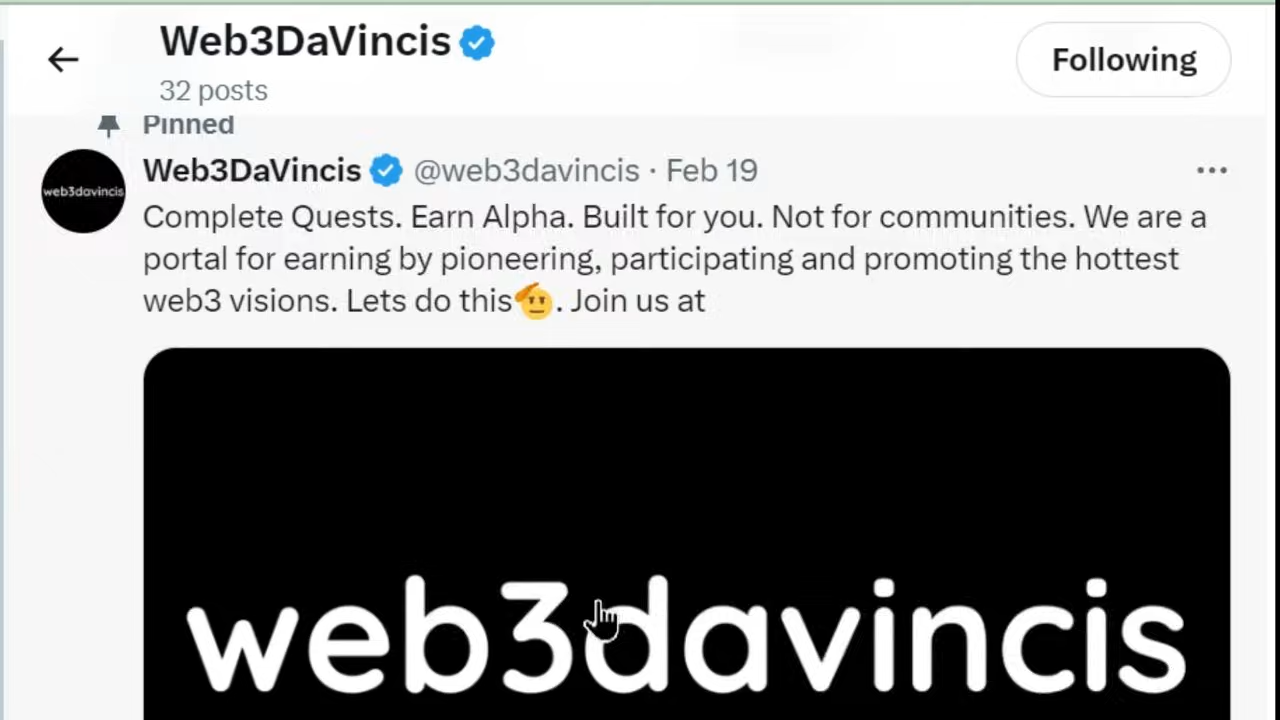 Web3DaVincis
32 posts
Following
Pinned
web3davincis
Web3DaVincis @web3davincis · Feb 19
Complete Quests. Earn Alpha. Built for you. Not for communities. We are a
portal for earning by pioneering, participating and promoting the hottest
web3 visions. Lets do this🫡. Join us at
web3davincis